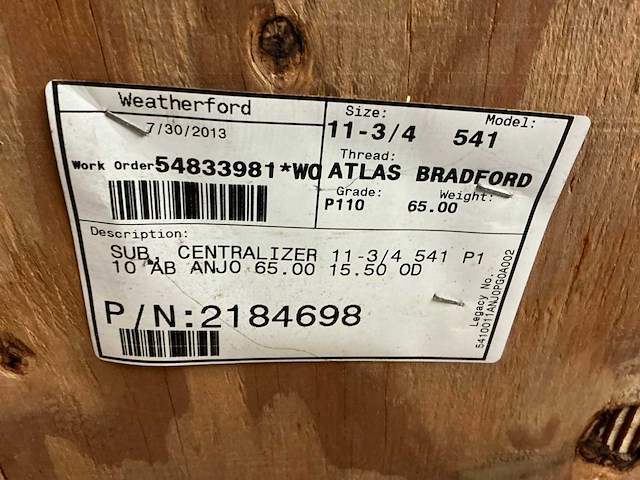 Weatherford
7/30/2013
Work Order 54833981*WO
Size: Model:
11-3/4 541
Thread:
ATLAS BRADFORD
Grade: Weight:
P110 65.00
Description:
SUB, CENTRALIZER 11-3/4 541 P1
10 AB ANJO 65.00 15.50 OD
P/N:2184698
Legacy No.
5410011ANJ0PG0A002